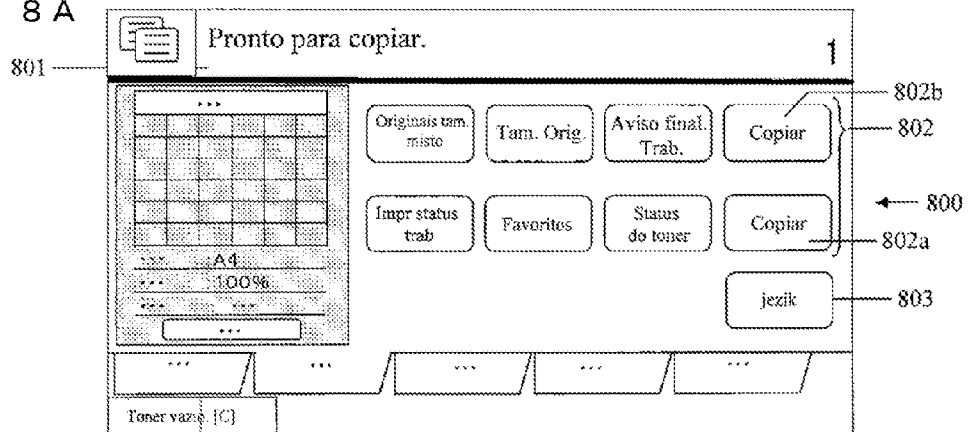 8 A
Pronto para copiar.
1
801
802b
Originais tam.
misto
Tam. Orig.
Aviso final.
Trab.
Copiar
802
800
Impr status
trab
Favoritos
Status
do toner
Copiar
802a
A4
100%
jezik
803
Toner vazio. [C]